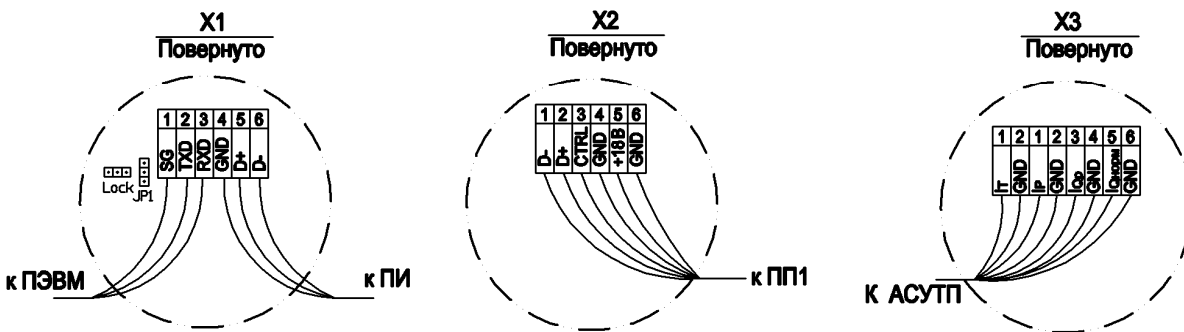 X1
Повернуто
1 2 3 4 5 6
SG TXD RXD GND D+ D-
Lock
JP1
к ПЭВМ
к ПИ
X2
Повернуто
1 2 3 4 5 6
D- D+ CTRL GND +18В GND
к ПП1
X3
Повернуто
1 2 1 2 3 4 5 6
IT GND IP GND IQр GND IQнорм GND
К АСУТП